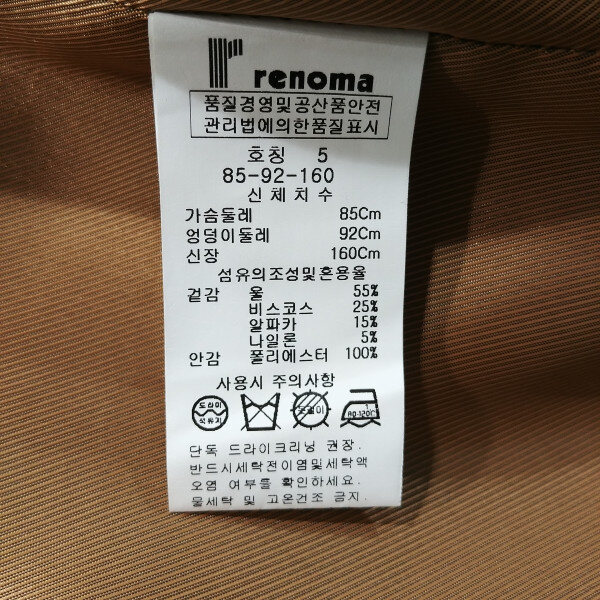 renoma
품질경영및공산품안전
관리법에의한품질표시
호칭 5
85-92-160
신체치수
가슴둘레 85Cm
엉덩이둘레 92Cm
신장 160Cm
섬유의조성및혼용율
겉감 울 55%
비스코스 25%
알파카 15%
나일론 5%
안감 폴리에스터 100%
사용시 주의사항
드라이
석유지
80-120℃
단독 드라이크리닝 권장.
반드시세탁전이염및세탁액
오염 여부를 확인하세요.
물세탁 및 고온건조 금지.